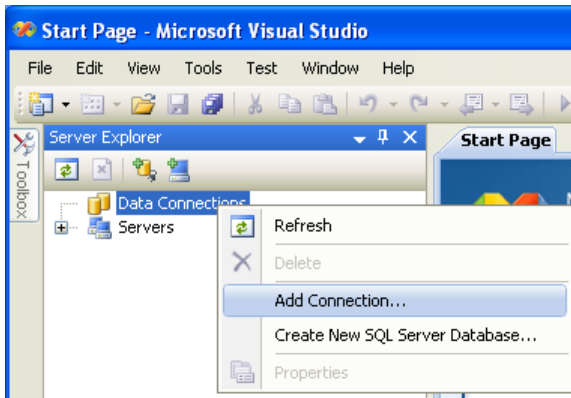 Start Page - Microsoft Visual Studio
File Edit View Tools Test Window Help
Server Explorer
Start Page
Toolbox
Data Connections
Servers
Refresh
Delete
Add Connection...
Create New SQL Server Database...
Properties